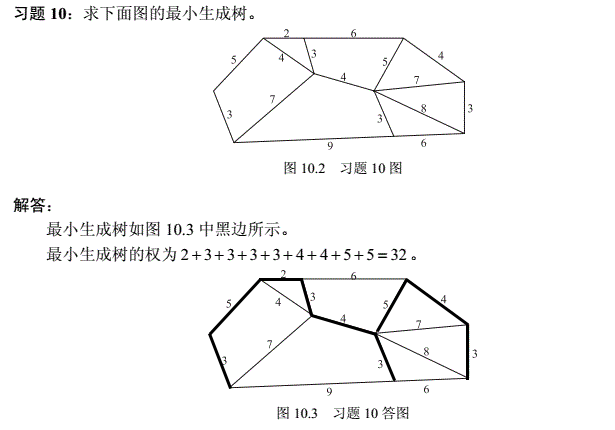 习题 10：求下面图的最小生成树。
2 6
5 4 3 5 4
4 7
7 8
3 3 3
9 6
图 10.2 习题 10 图
解答：
最小生成树如图 10.3 中黑边所示。
最小生成树的权为 2+3+3+3+3+4+4+5+5=32 。
2 6
5 4 3 5 4
4 7
7 8
3 3 3
9 6
图 10.3 习题 10 答图